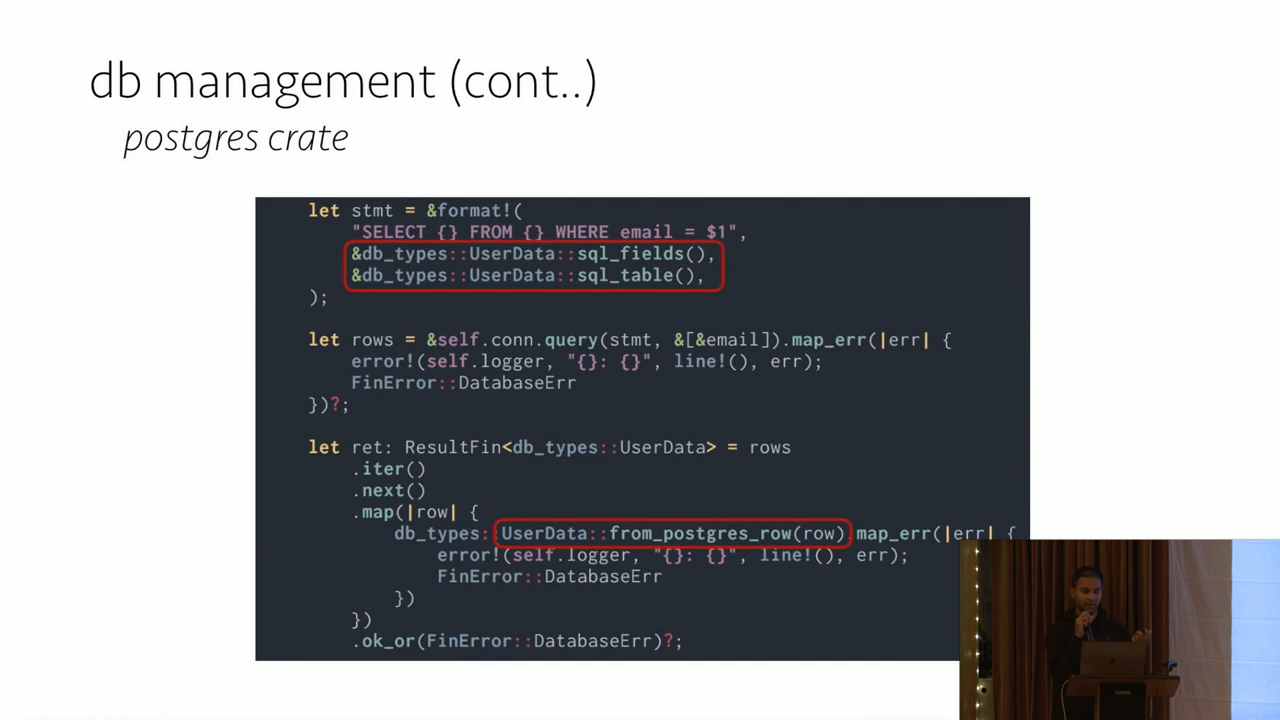 db management (cont..)
postgres crate
let stmt = &format!(
"SELECT {} FROM {} WHERE email = $1",
&db_types::UserData::sql_fields(),
&db_types::UserData::sql_table(),
);
let rows = &self.conn.query(stmt, &[&email]).map_err(|err| {
error!(self.logger, "{}: {}", line!(), err);
FinError::DatabaseErr
})?;
let ret: ResultFin<db_types::UserData> = rows
.iter()
.next()
.map(|row| {
db_types::UserData::from_postgres_row(row).map_err(|err| {
error!(self.logger, "{}: {}", line!(), err);
FinError::DatabaseErr
})
})
.ok_or(FinError::DatabaseErr)?;